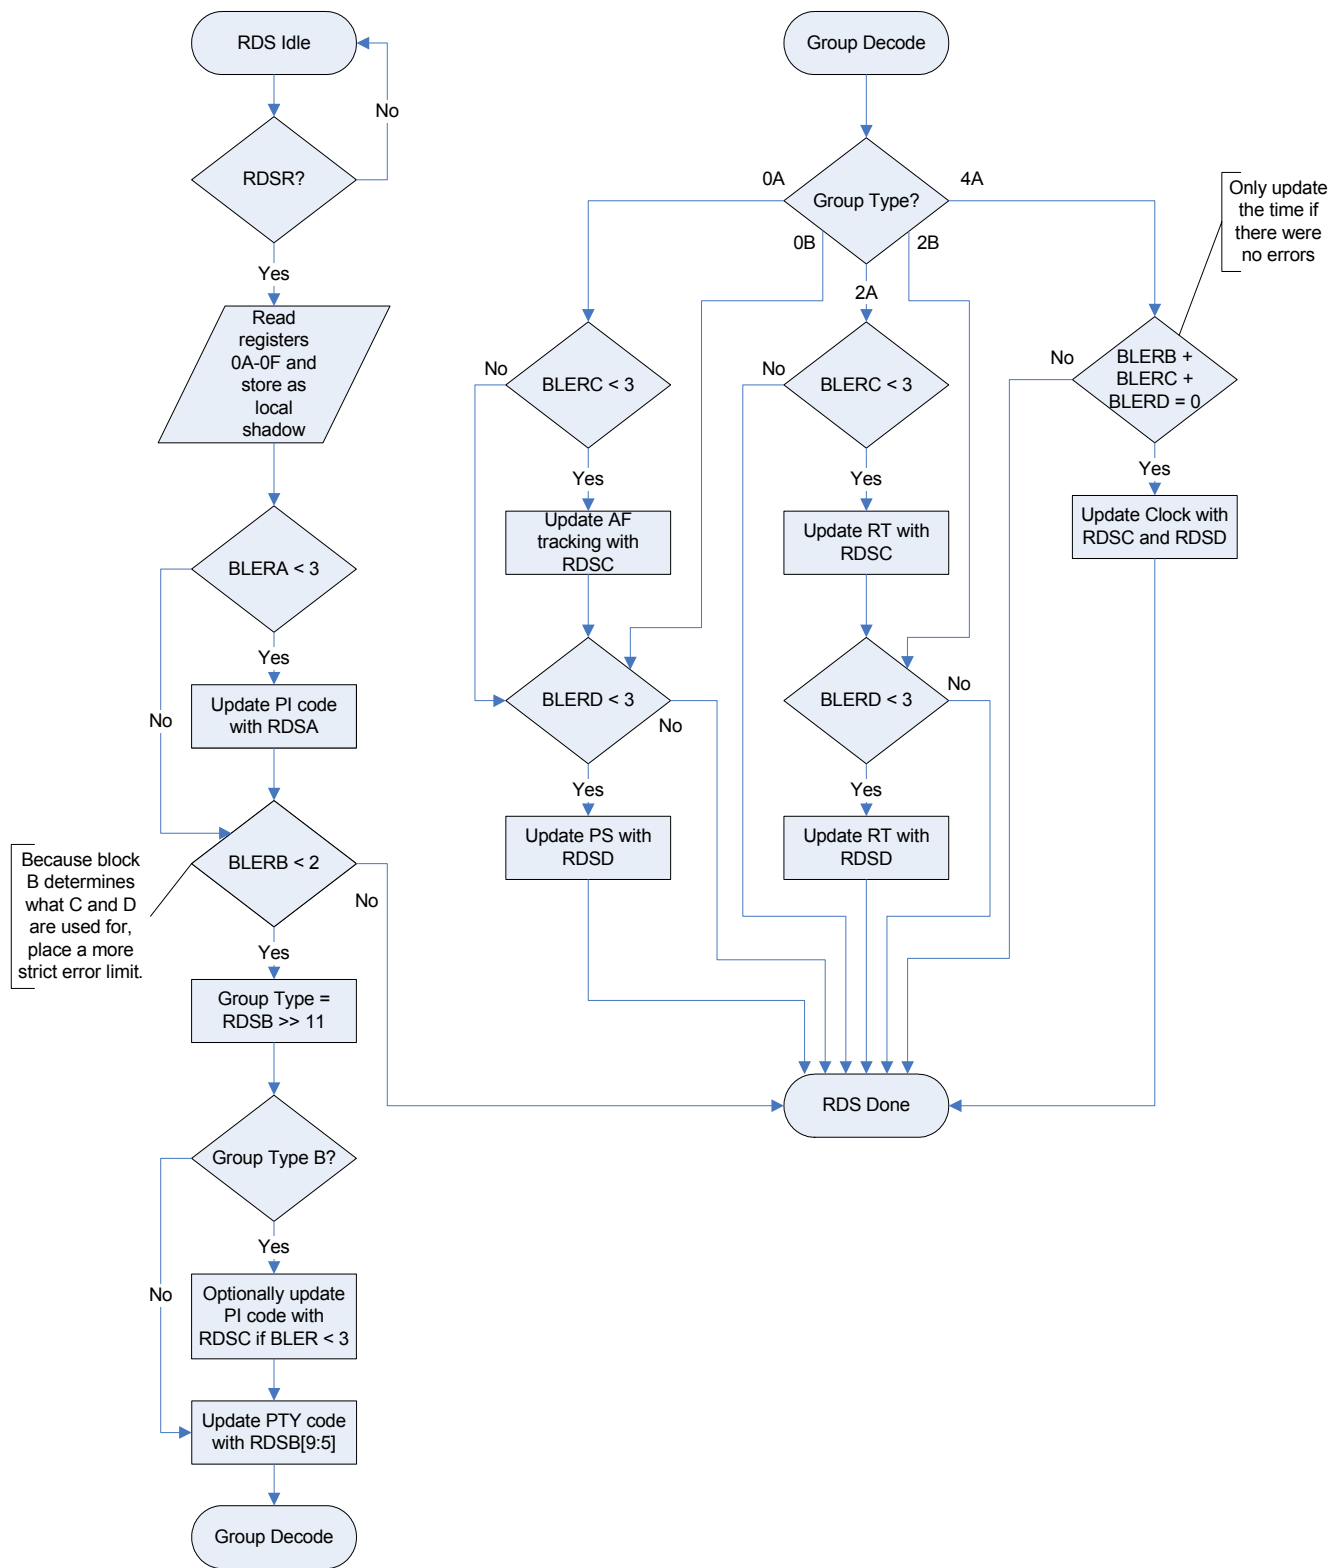 RDS Idle
No
RDSR?
Yes
Read
registers
0A-0F and
store as
local
shadow
BLERA < 3
Yes
No
Update PI code
with RDSA
BLERB < 2
No
Because block
B determines
what C and D
are used for,
place a more
strict error limit.
Yes
Group Type =
RDSB >> 11
Group Type B?
Yes
No
Optionally update
PI code with
RDSC if BLER < 3
Update PTY code
with RDSB[9:5]
Group Decode
Group Decode
Group Type?
0A
0B
2A
2B
4A
Only update
the time if
there were
no errors
No
BLERC < 3
Yes
Update AF
tracking with
RDSC
BLERD < 3
No
Yes
Update PS with
RDSD
No
BLERC < 3
Yes
Update RT with
RDSC
BLERD < 3
No
Yes
Update RT with
RDSD
No
BLERB +
BLERC +
BLERD = 0
Yes
Update Clock with
RDSC and RDSD
RDS Done